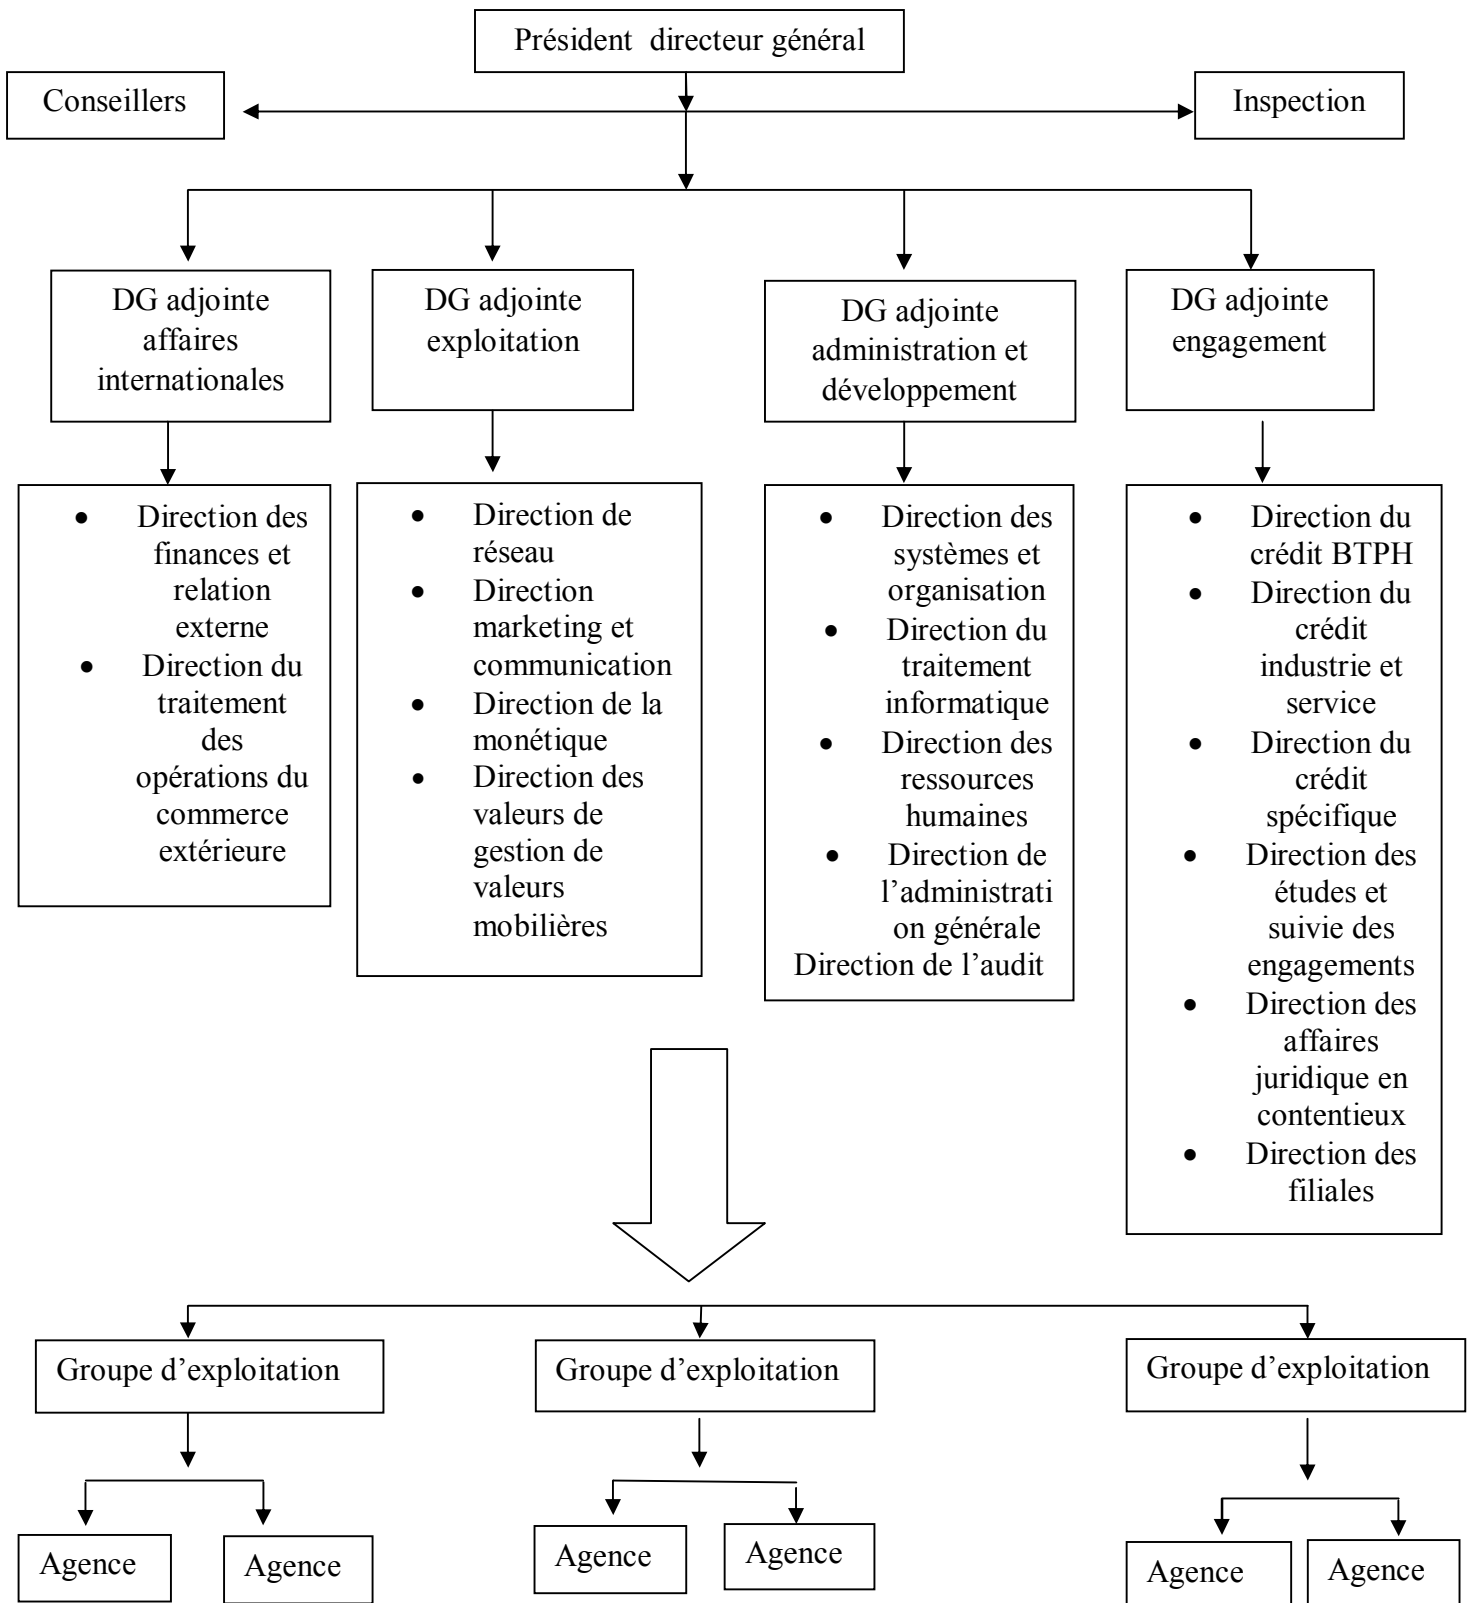 Président directeur général
Conseillers
Inspection
DG adjointe
affaires
internationales
DG adjointe
exploitation
DG adjointe
administration et
développement
DG adjointe
engagement
• Direction des
finances et
relation
externe
• Direction du
traitement
des
opérations du
commerce
extérieure
• Direction de
réseau
• Direction
marketing et
communication
• Direction de la
monétique
• Direction des
valeurs de
gestion de
valeurs
mobilières
• Direction des
systèmes et
organisation
• Direction du
traitement
informatique
• Direction des
ressources
humaines
• Direction de
l’administrati
on générale
Direction de l’audit
• Direction du
crédit BTPH
• Direction du
crédit
industrie et
service
• Direction du
crédit
spécifique
• Direction des
études et
suivie des
engagements
• Direction des
affaires
juridique en
contentieux
• Direction des
filiales
Groupe d’exploitation
Groupe d’exploitation
Groupe d’exploitation
Agence
Agence
Agence
Agence
Agence
Agence